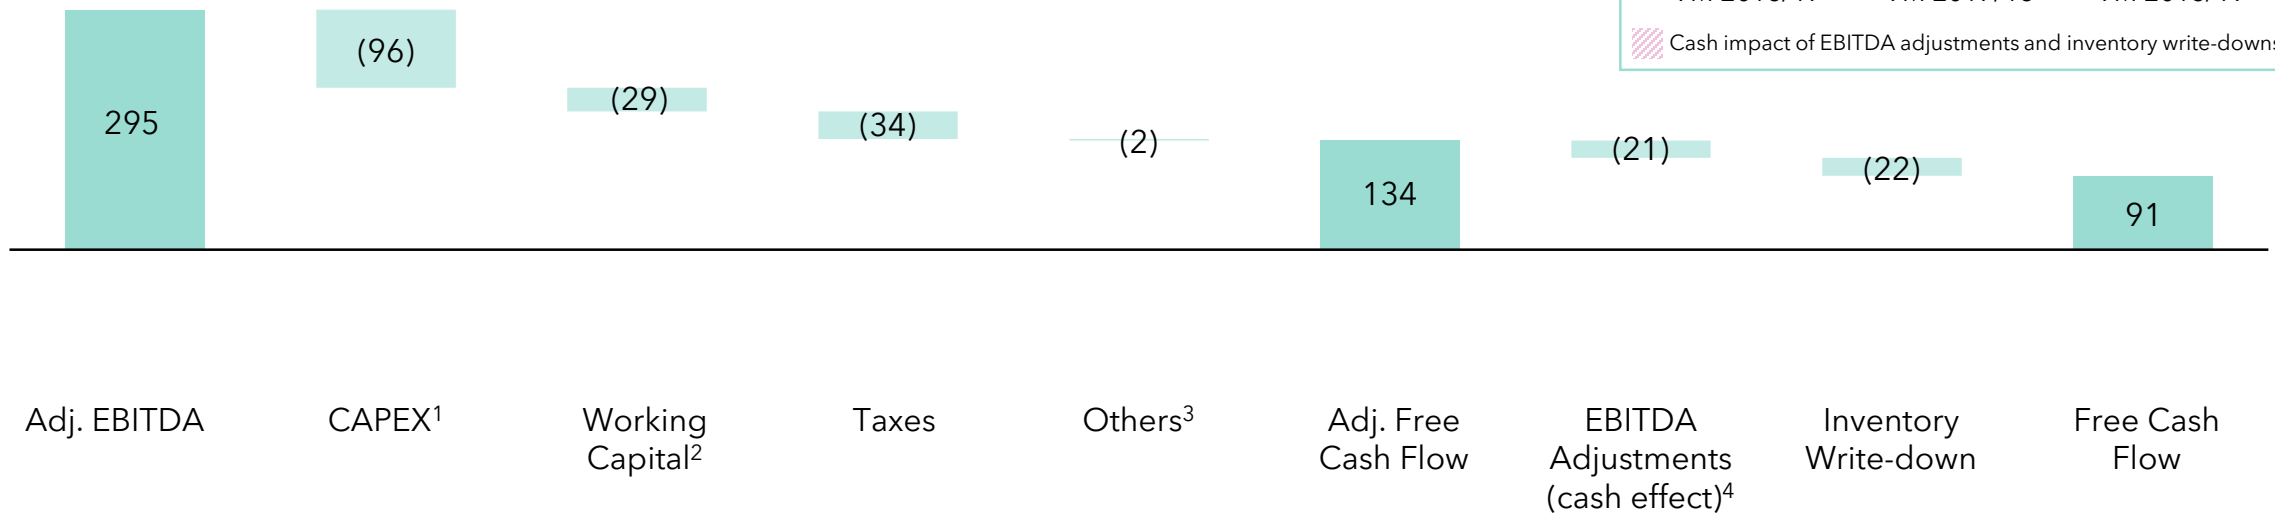 Cash impact of EBITDA adjustments and inventory write-downs
(96)
(29)
295
(34)
(2)
(21)
134
(22)
91
Adj. EBITDA
CAPEX¹
Working
Capital²
Taxes
Others³
Adj. Free
Cash Flow
EBITDA
Adjustments
(cash effect)⁴
Inventory
Write-down
Free Cash
Flow